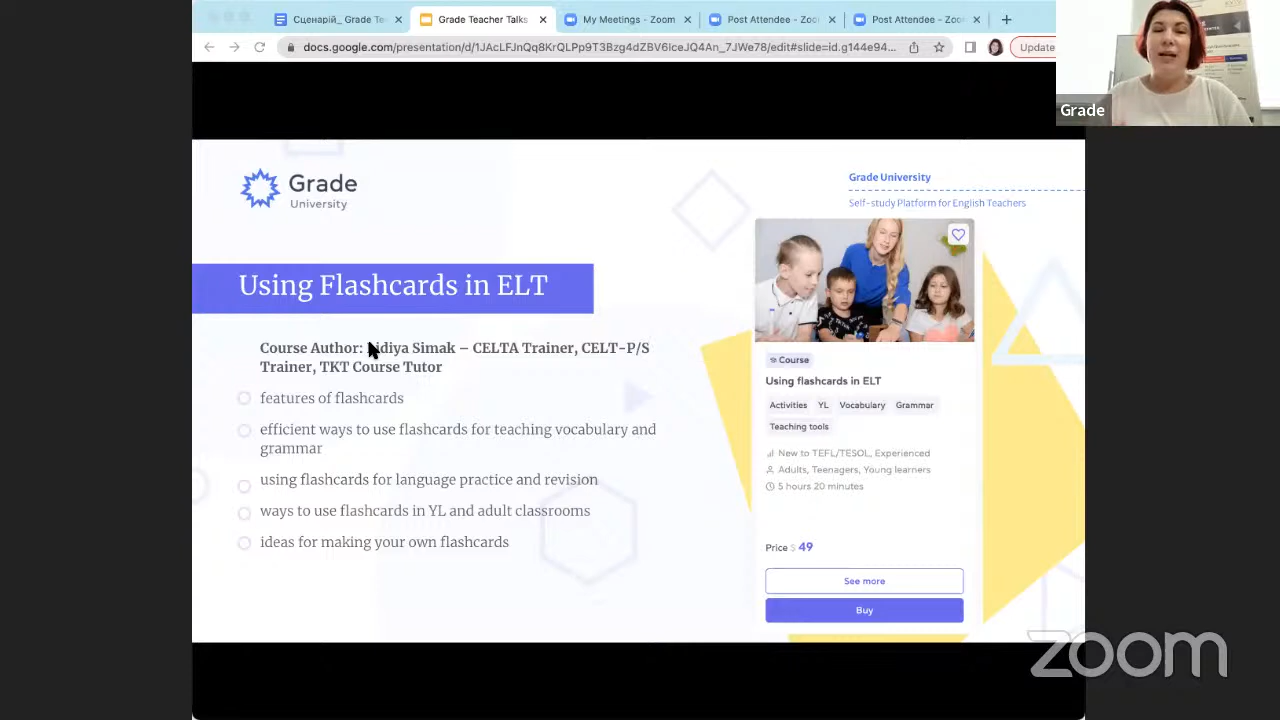 Сценарій_ Grade Te
Grade Teacher Talks
My Meetings - Zoom
Post Attendee - Zoo
Post Attendee - Zoo
docs.google.com/presentation/d/1JAcLFJnQq8KrQLPp9T3Bzg4dZBV6IceJQ4An_7JWe78/edit#slide=id.g144e94...
Update
Grade
Grade
University
Grade University
Self-study Platform for English Teachers
Using Flashcards in ELT
Course Author: Lidiya Simak – CELTA Trainer, CELT-P/S
Trainer, TKT Course Tutor
features of flashcards
efficient ways to use flashcards for teaching vocabulary and
grammar
using flashcards for language practice and revision
ways to use flashcards in YL and adult classrooms
ideas for making your own flashcards
Course
Using flashcards in ELT
Activities YL Vocabulary Grammar
Teaching tools
New to TEFL/TESOL, Experienced
Adults, Teenagers, Young learners
5 hours 20 minutes
Price $ 49
See more
Buy
zoom